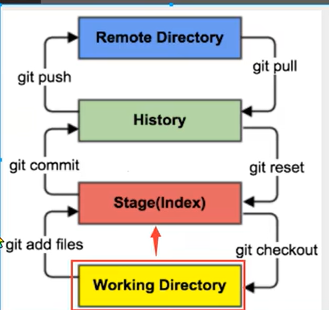 Remote Directory
git push
git pull
History
git commit
git reset
Stage(Index)
git add files
git checkout
Working Directory